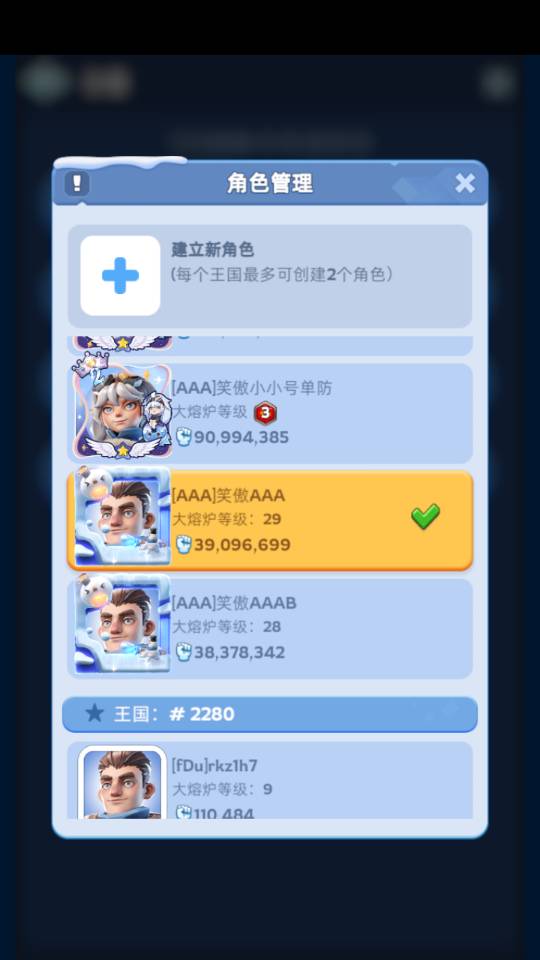 角色管理
建立新角色
(每个王国最多可创建2个角色）
[AAA]笑傲小小号单防
大熔炉等级 3
90,994,385
[AAA]笑傲AAA
大熔炉等级：29
39,096,699
[AAA]笑傲AAAB
大熔炉等级：28
38,378,342
王国：# 2280
[fDu]rkz1h7
大熔炉等级：9
110,484